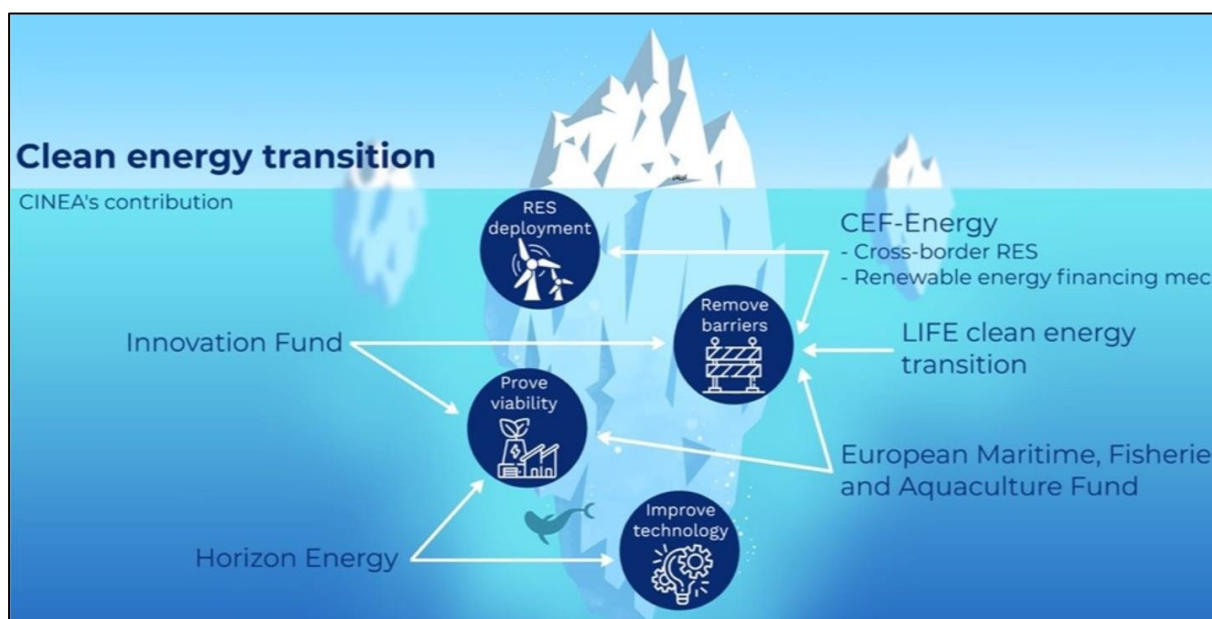 Clean energy transition
CINEA's contribution
RES
deployment
CEF-Energy
- Cross-border RES
- Renewable energy financing mec
Remove
barriers
Innovation Fund
LIFE clean energy
transition
Prove
viability
European Maritime, Fisherie
and Aquaculture Fund
Improve
technology
Horizon Energy